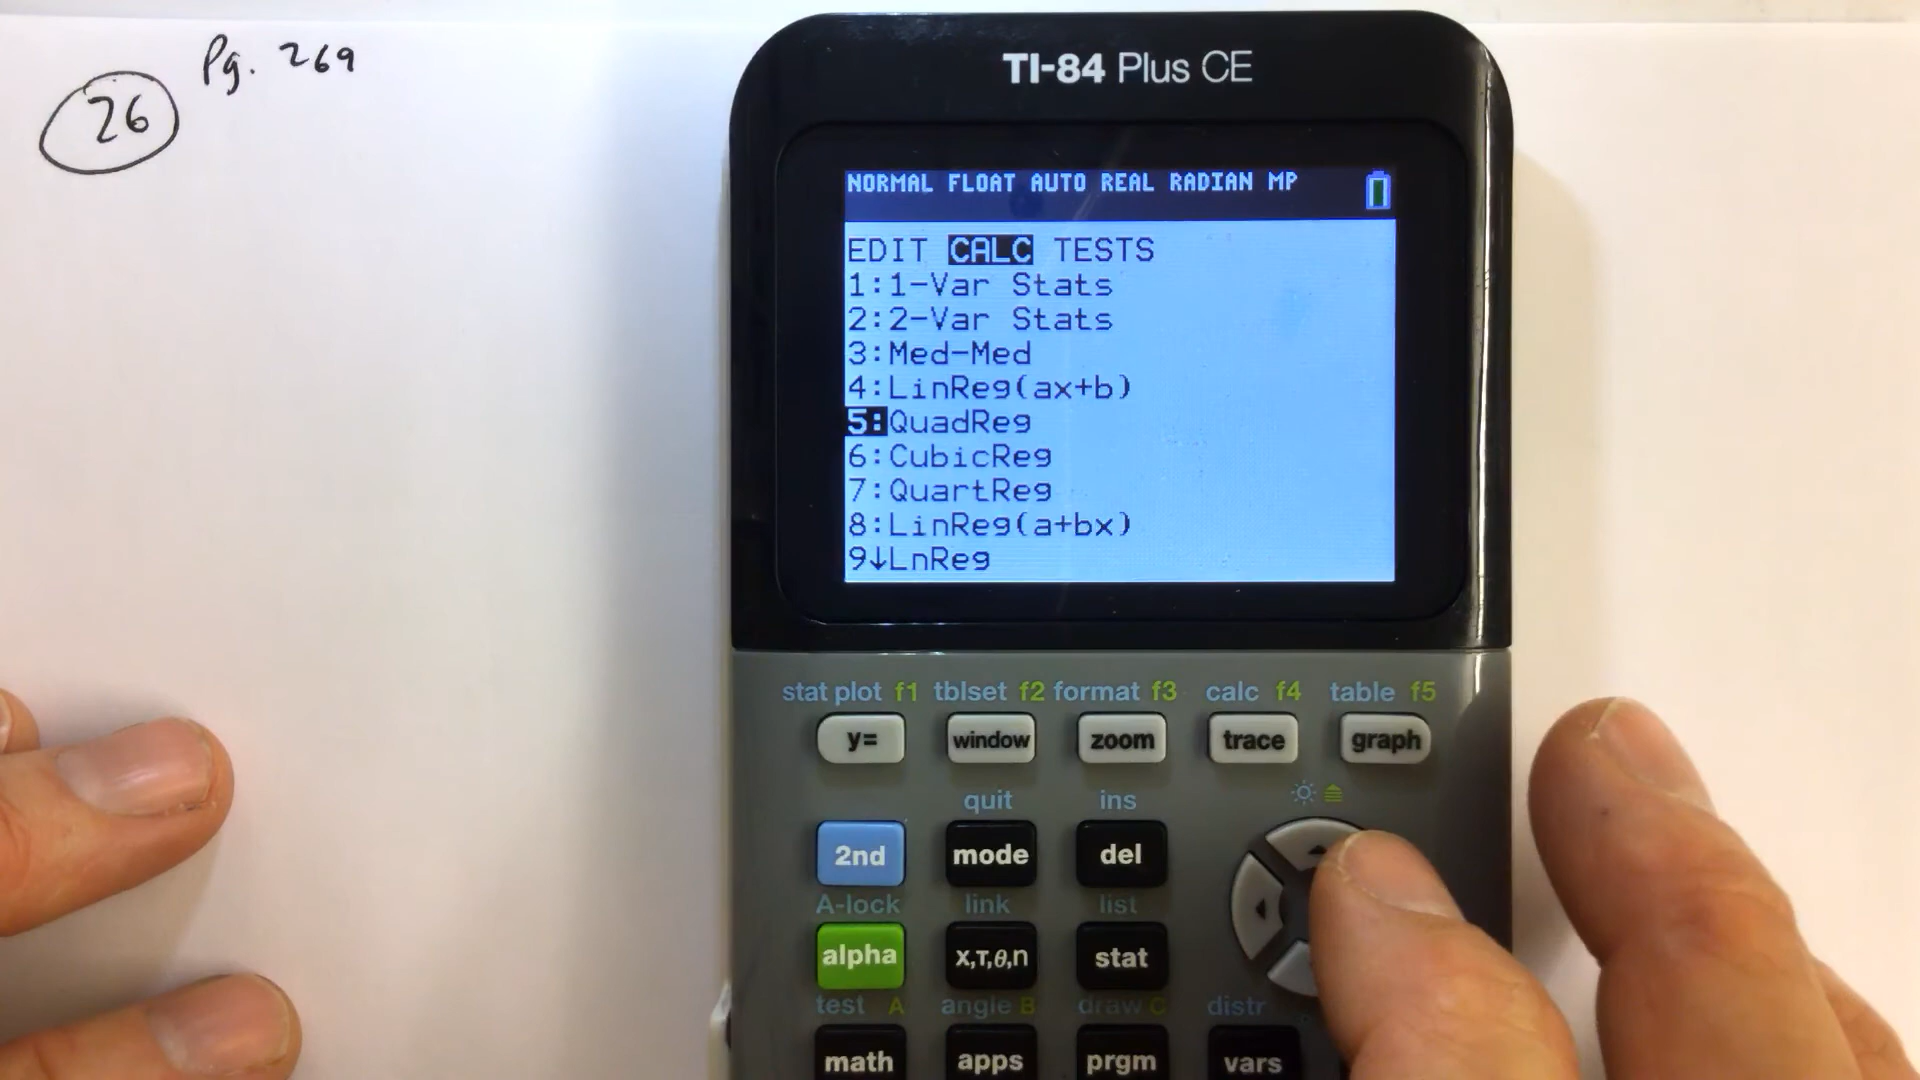 Pg. 269
26
TI-84 Plus CE
NORMAL FLOAT AUTO REAL RADIAN MP
EDIT CALC TESTS
1:1-Var Stats
2:2-Var Stats
3:Med-Med
4:LinReg(ax+b)
5:QuadReg
6:CubicReg
7:QuartReg
8:LinReg(a+bx)
9↓LnReg
stat plot f1 tblset f2 format f3 calc f4 table f5
y= window zoom trace graph
quit ins
2nd mode del
A-lock link list
alpha X,T,θ,n stat
test A angle B draw C distr
math apps prgm vars